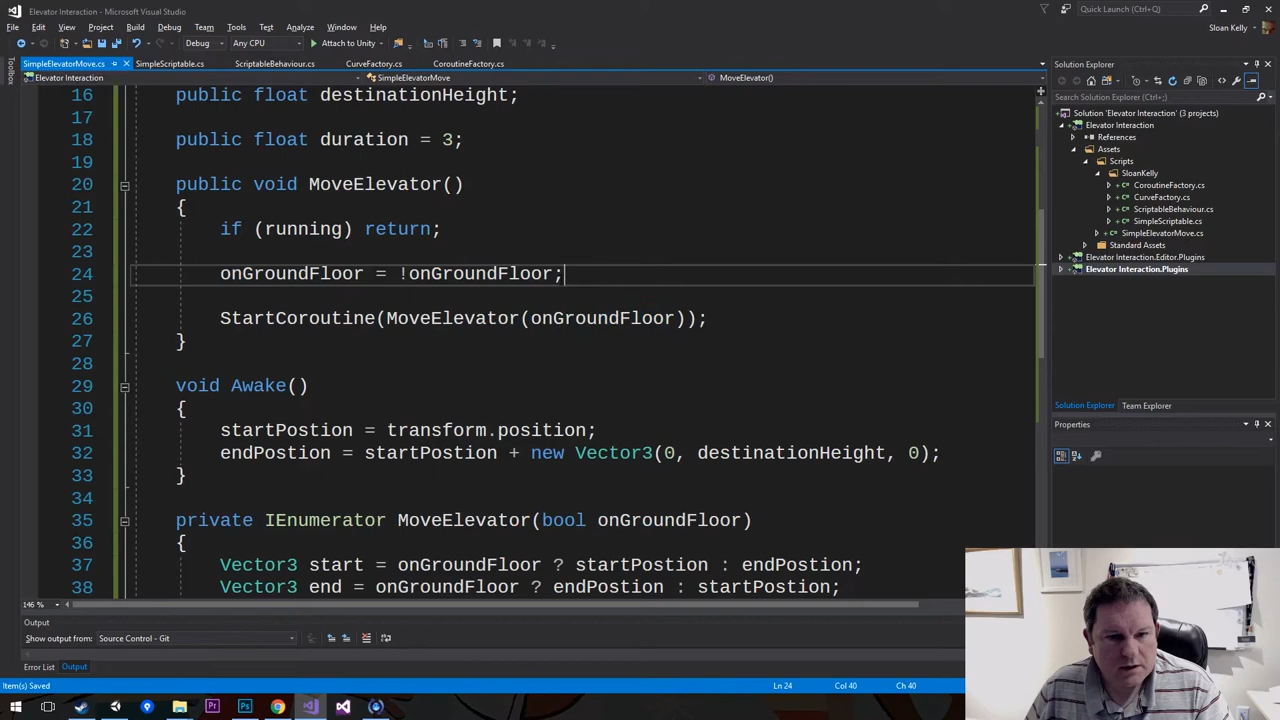 Elevator Interaction - Microsoft Visual Studio
Quick Launch (Ctrl+Q)
File Edit View Project Build Debug Team Tools Test Analyze Window Help
Sloan Kelly
Debug Any CPU Attach to Unity
SimpleElevatorMove.cs SimpleScriptable.cs ScriptableBehaviour.cs CurveFactory.cs CoroutineFactory.cs
Elevator Interaction SimpleElevatorMove MoveElevator()
Toolbox
16 public float destinationHeight;
17
18 public float duration = 3;
19
20 public void MoveElevator()
21 {
22 if (running) return;
23
24 onGroundFloor = !onGroundFloor;
25
26 StartCoroutine(MoveElevator(onGroundFloor));
27 }
28
29 void Awake()
30 {
31 startPostion = transform.position;
32 endPostion = startPostion + new Vector3(0, destinationHeight, 0);
33 }
34
35 private IEnumerator MoveElevator(bool onGroundFloor)
36 {
37 Vector3 start = onGroundFloor ? startPostion : endPostion;
38 Vector3 end = onGroundFloor ? endPostion : startPostion;
146 %
Output
Show output from: Source Control - Git
Error List Output
Item(s) Saved Ln 24 Col 40 Ch 40
Solution Explorer
Search Solution Explorer (Ctrl+;)
Solution 'Elevator Interaction' (3 projects)
Elevator Interaction
References
Assets
Scripts
SloanKelly
CoroutineFactory.cs
CurveFactory.cs
ScriptableBehaviour.cs
SimpleScriptable.cs
SimpleElevatorMove.cs
Standard Assets
Elevator Interaction.Editor.Plugins
Elevator Interaction.Plugins
Solution Explorer Team Explorer
Properties
Pr Ps